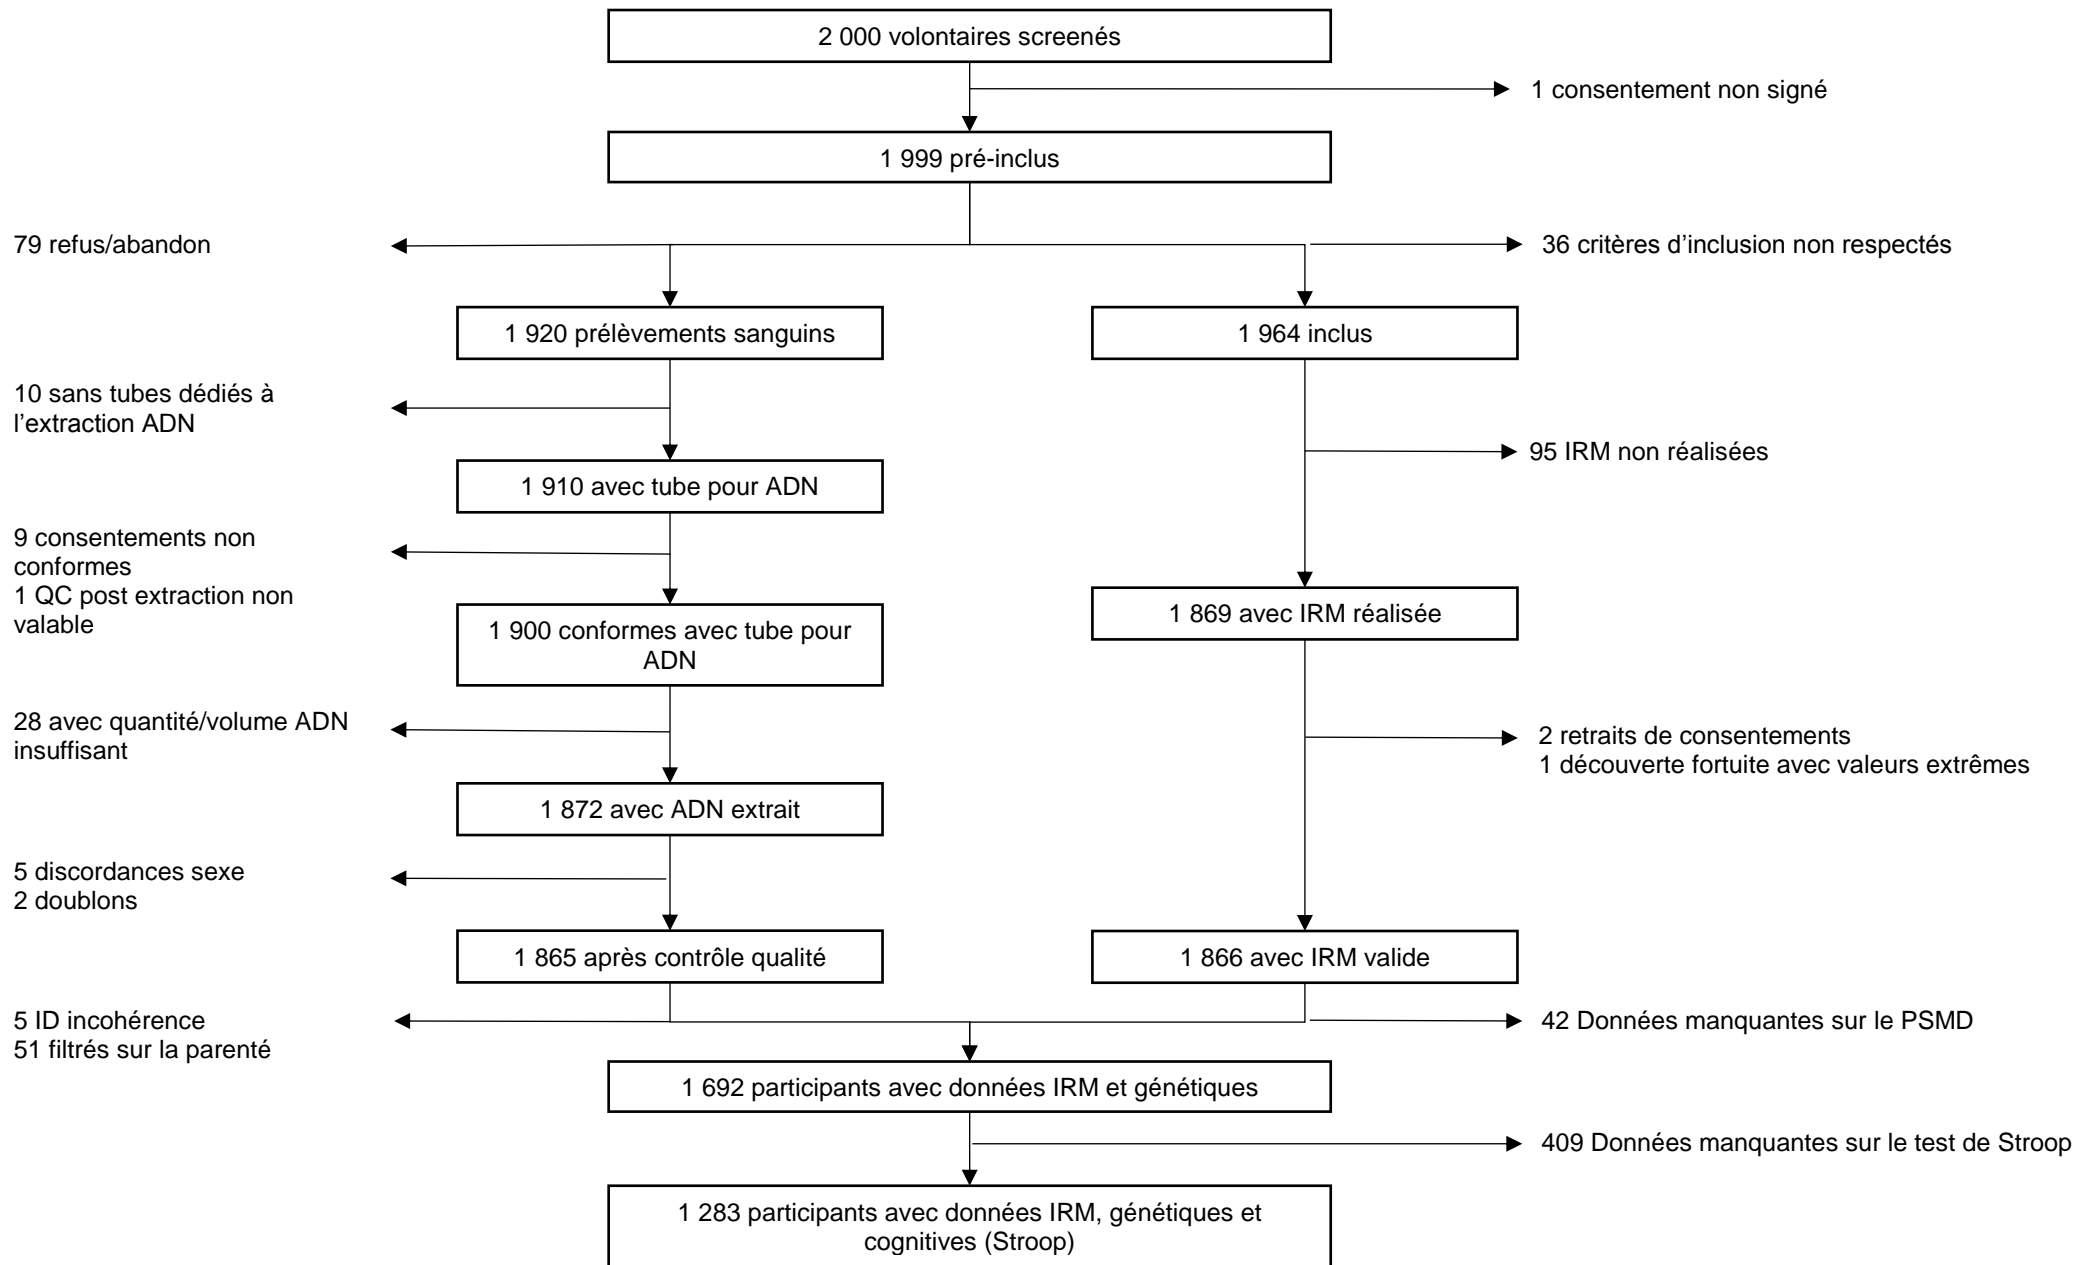 2 000 volontaires screenés
1 consentement non signé
1 999 pré-inclus
79 refus/abandon
36 critères d’inclusion non respectés
1 920 prélèvements sanguins
1 964 inclus
10 sans tubes dédiés à
l’extraction ADN
95 IRM non réalisées
1 910 avec tube pour ADN
9 consentements non
conformes
1 QC post extraction non
valable
1 900 conformes avec tube pour
ADN
1 869 avec IRM réalisée
28 avec quantité/volume ADN
insuffisant
2 retraits de consentements
1 découverte fortuite avec valeurs extrêmes
1 872 avec ADN extrait
5 discordances sexe
2 doublons
1 865 après contrôle qualité
1 866 avec IRM valide
5 ID incohérence
51 filtrés sur la parenté
42 Données manquantes sur le PSMD
1 692 participants avec données IRM et génétiques
409 Données manquantes sur le test de Stroop
1 283 participants avec données IRM, génétiques et
cognitives (Stroop)